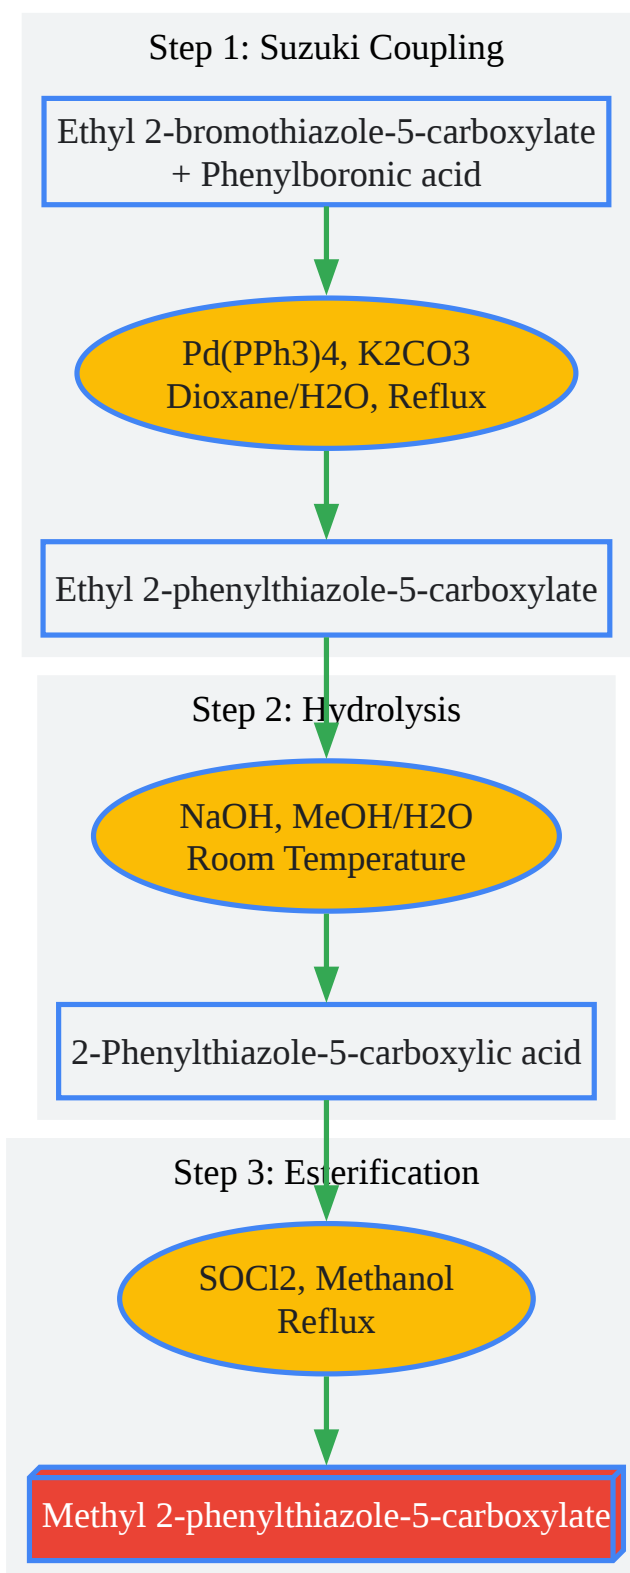 Step 1: Suzuki Coupling
Ethyl 2-bromothiazole-5-carboxylate
+ Phenylboronic acid
Pd(PPh3)4, K2CO3
Dioxane/H2O, Reflux
Ethyl 2-phenylthiazole-5-carboxylate
Step 2: Hydrolysis
NaOH, MeOH/H2O
Room Temperature
2-Phenylthiazole-5-carboxylic acid
Step 3: Esterification
SOCl2, Methanol
Reflux
Methyl 2-phenylthiazole-5-carboxylate